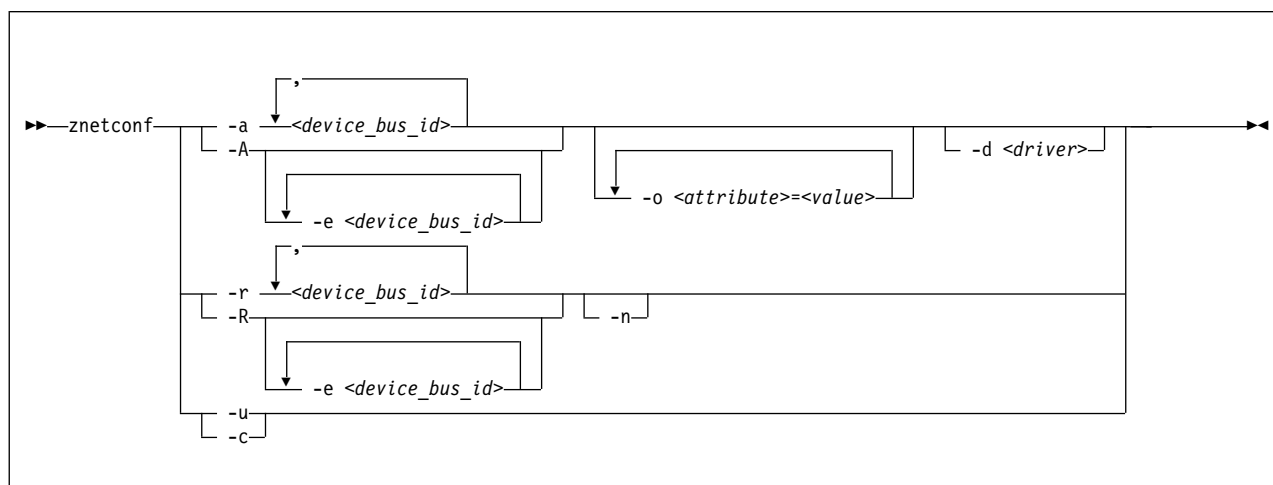 ,
znetconf -a <device_bus_id>
-A -d <driver>
-o <attribute>=<value>
-e <device_bus_id>
,
-r <device_bus_id>
-R -n
-e <device_bus_id>
-u
-c